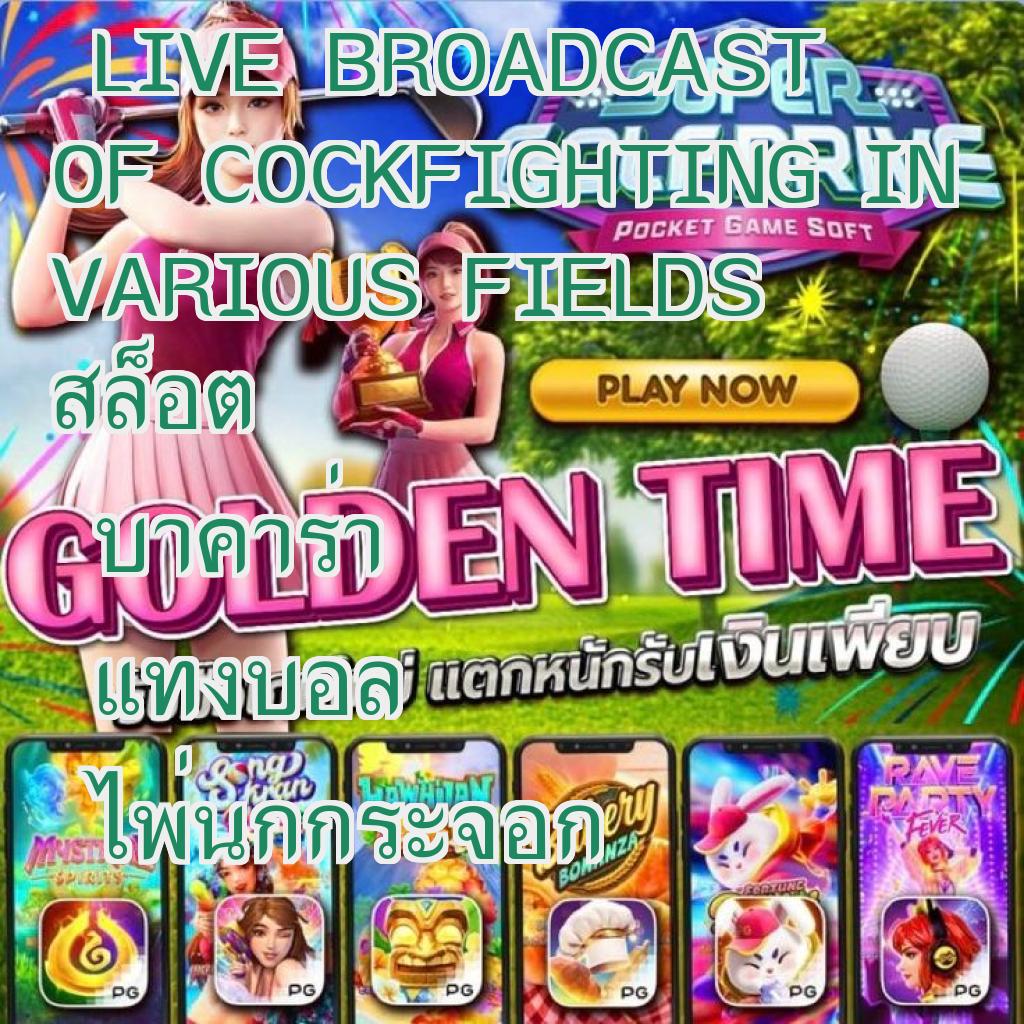 LIVE BROADCAST
OF COCKFIGHTING IN
VARIOUS FIELDS
สล็อต
บาคาร่า
แทงบอล
ไพ่นกกระจอก
SUPER
GOLF DRIVE
POCKET GAME SOFT
PLAY NOW
GOLDEN TIME
แตกหนักรับเงินเพียบ
Songkran
BONANZA
SPIRITS
RAVE
PARTY
FEVER
PG
PG
PG
PG
PG
PG